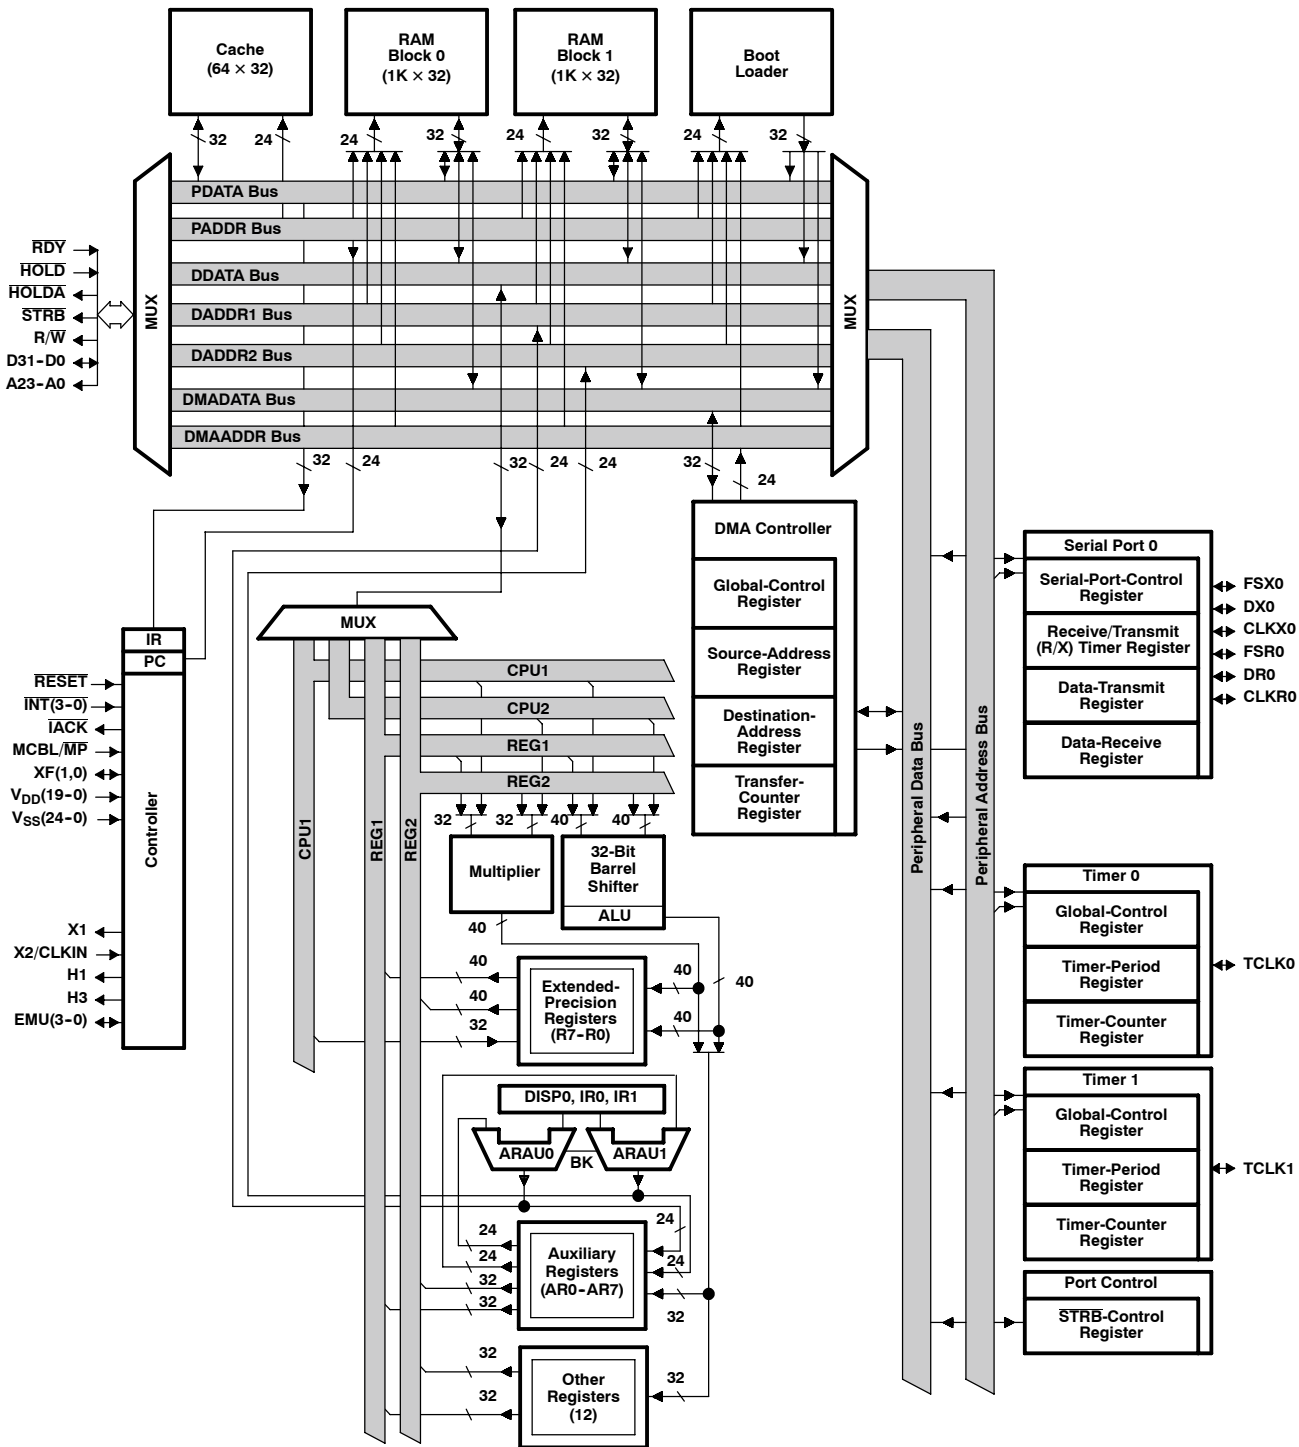 Cache
(64 × 32)
RAM
Block 0
(1K × 32)
RAM
Block 1
(1K × 32)
Boot
Loader
32
24
24
32
24
32
24
32
MUX
PDATA Bus
PADDR Bus
DDATA Bus
DADDR1 Bus
DADDR2 Bus
DMADATA Bus
DMAADDR Bus
MUX
RDY
HOLD
HOLDA
STRB
R/W
D31-D0
A23-A0
32
24
32
24
24
32
24
DMA Controller
Global-Control
Register
Source-Address
Register
Destination-
Address
Register
Transfer-
Counter
Register
Peripheral Data Bus
Peripheral Address Bus
Serial Port 0
Serial-Port-Control
Register
Receive/Transmit
(R/X) Timer Register
Data-Transmit
Register
Data-Receive
Register
FSX0
DX0
CLKX0
FSR0
DR0
CLKR0
IR
PC
Controller
RESET
INT(3-0)
IACK
MCBL/MP
XF(1,0)
VDD(19-0)
VSS(24-0)
X1
X2/CLKIN
H1
H3
EMU(3-0)
MUX
CPU1
CPU2
REG1
REG2
CPU1
REG1
REG2
32
32
40
40
Multiplier
32-Bit
Barrel
Shifter
ALU
40
40
40
40
32
40
40
Extended-
Precision
Registers
(R7-R0)
DISP0, IR0, IR1
ARAU0
BK
ARAU1
24
24
24
24
32
32
32
Auxiliary
Registers
(AR0-AR7)
32
32
32
Other
Registers
(12)
Timer 0
Global-Control
Register
Timer-Period
Register
Timer-Counter
Register
TCLK0
Timer 1
Global-Control
Register
Timer-Period
Register
Timer-Counter
Register
TCLK1
Port Control
STRB-Control
Register